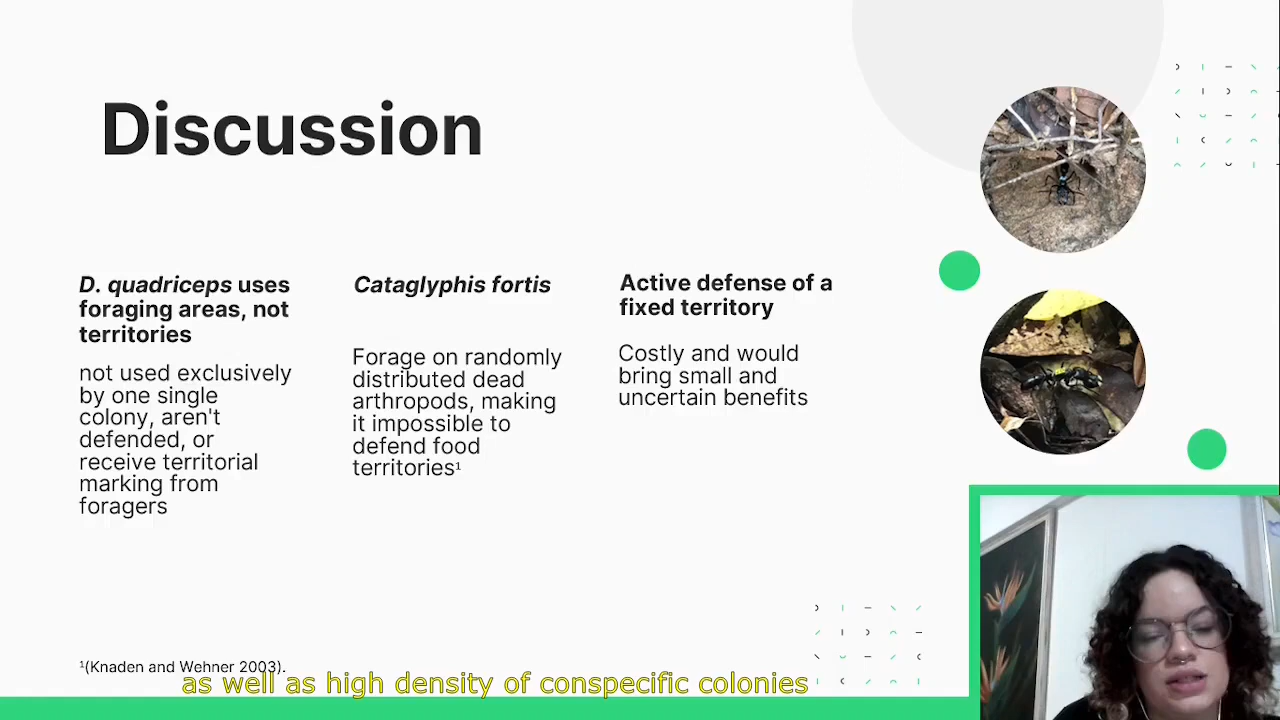 Discussion
D. quadriceps uses
foraging areas, not
territories
not used exclusively
by one single
colony, aren't
defended, or
receive territorial
marking from
foragers
Cataglyphis fortis
Forage on randomly
distributed dead
arthropods, making
it impossible to
defend food
territories¹
Active defense of a
fixed territory
Costly and would
bring small and
uncertain benefits
¹(Knaden and Wehner 2003).
as well as high density of conspecific colonies